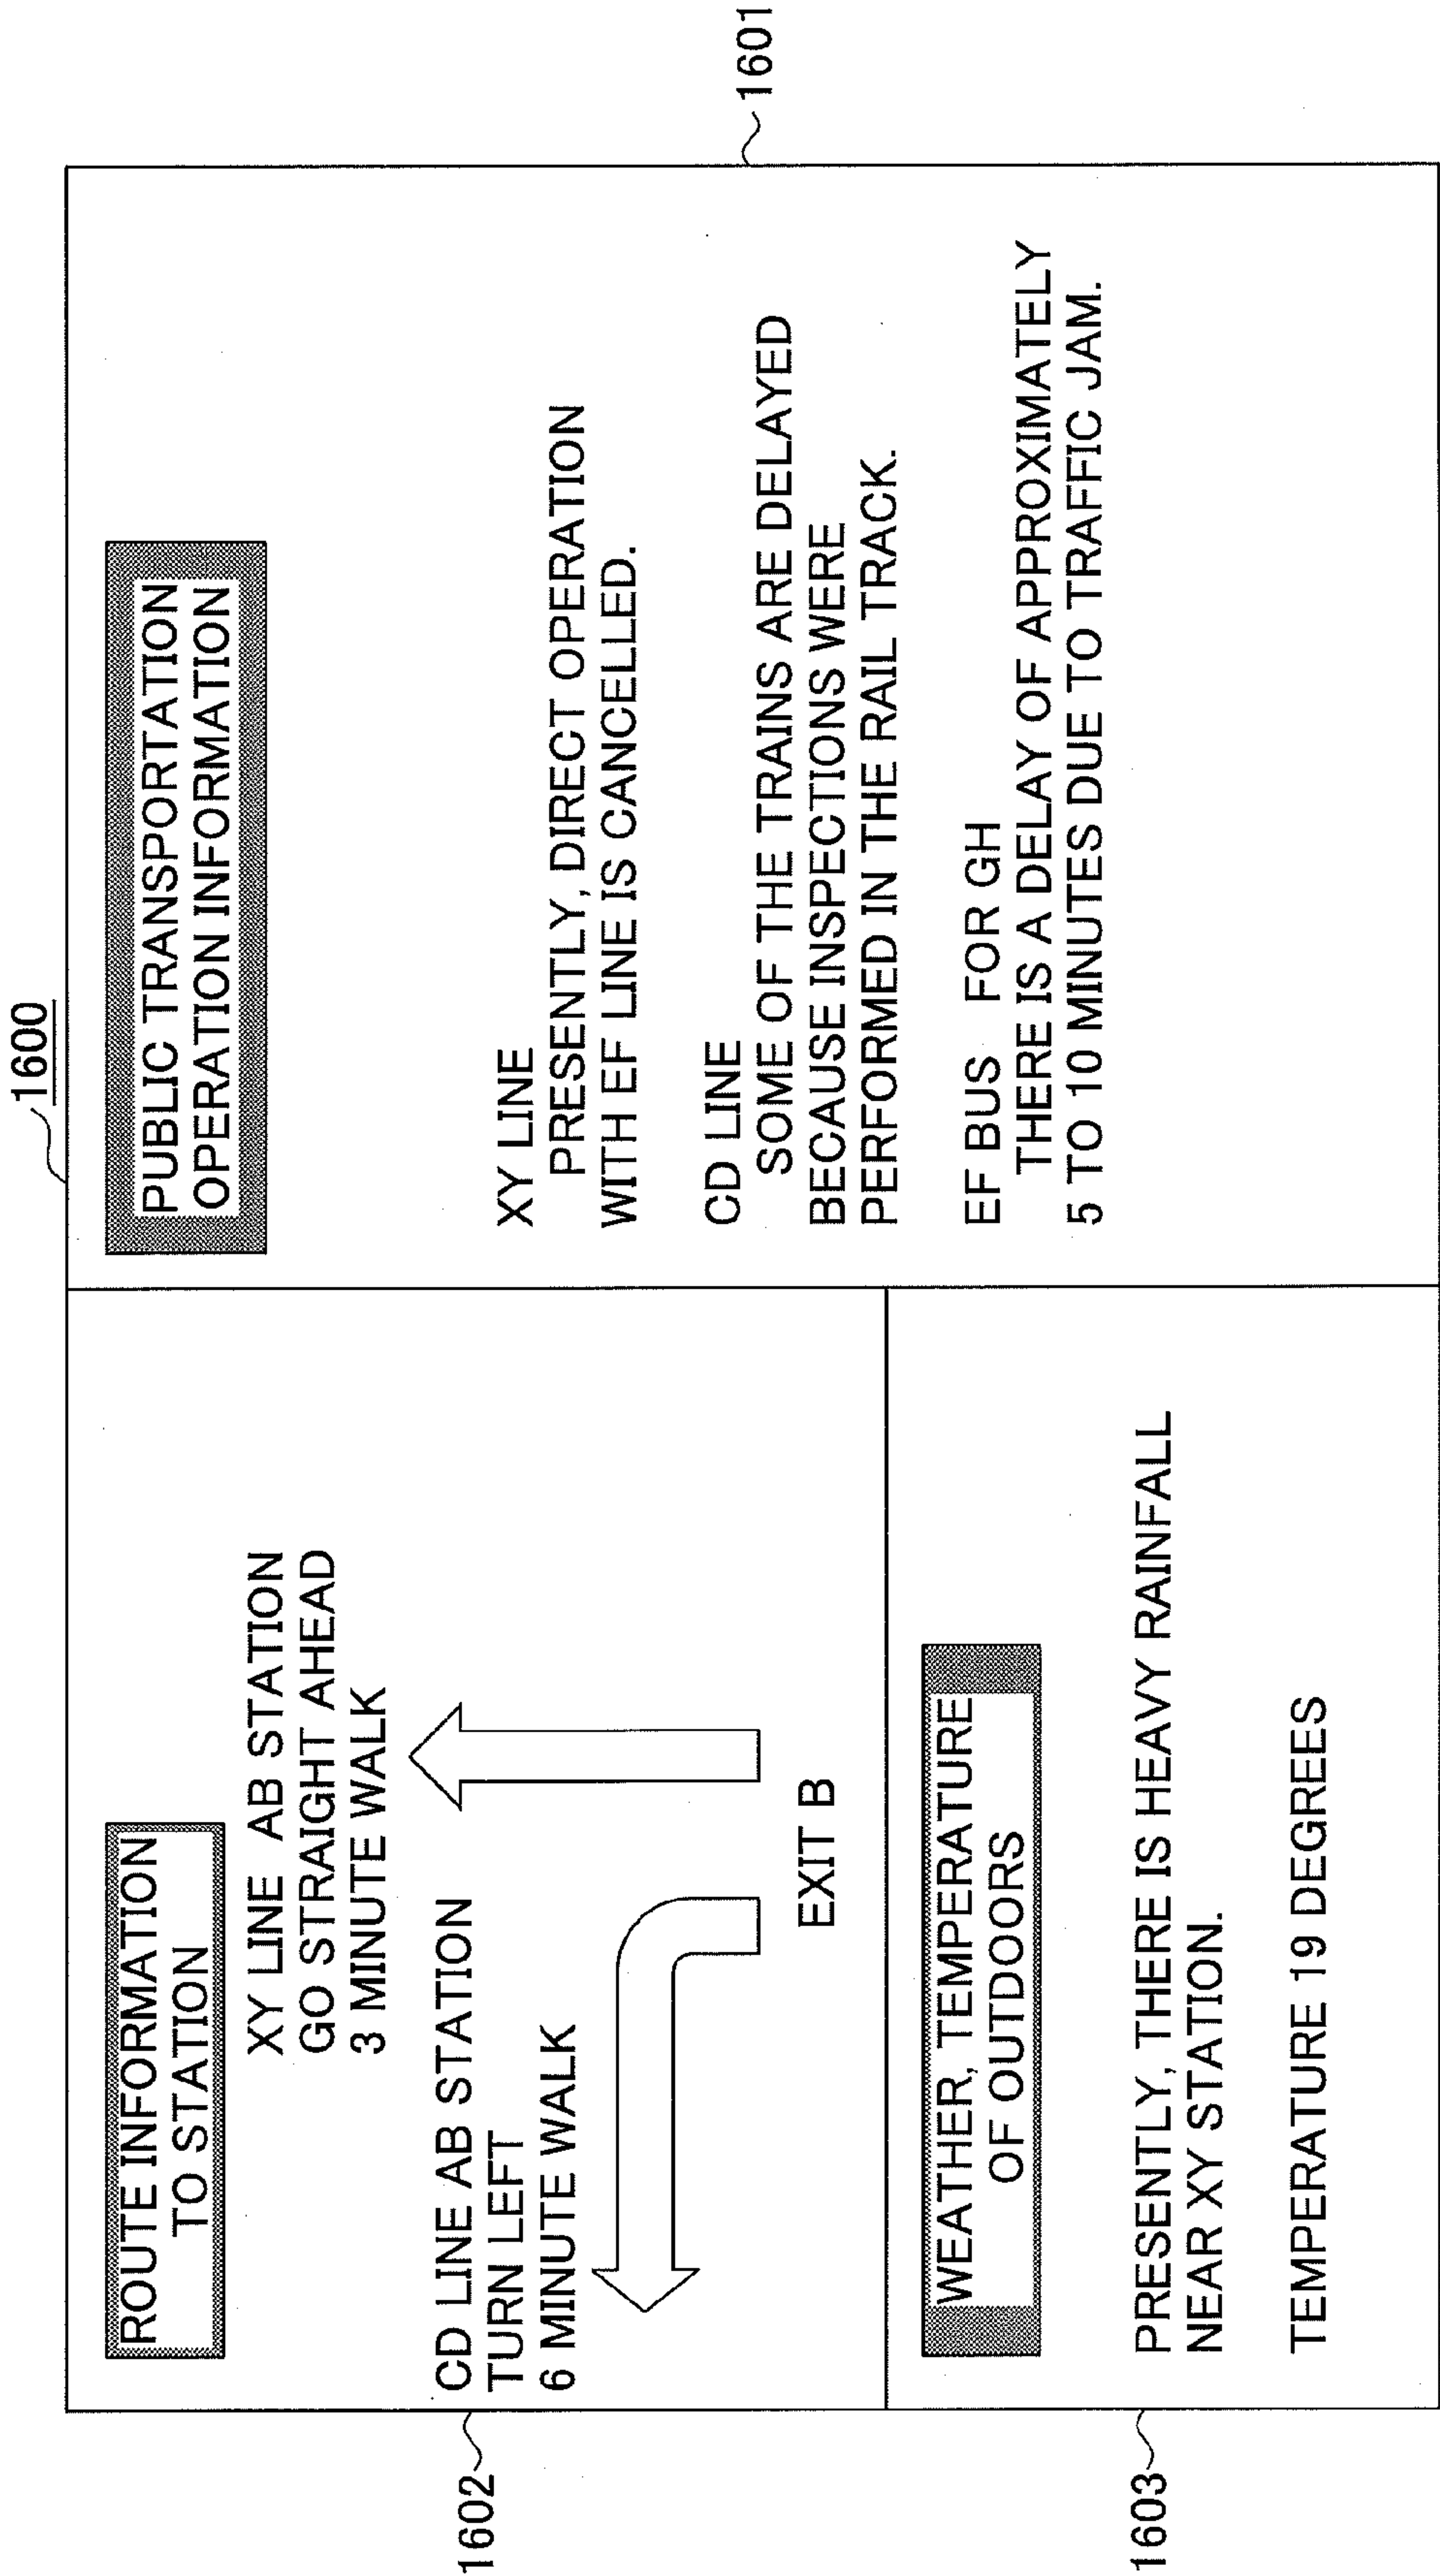 1600
ROUTE INFORMATION
TO STATION
XY LINE AB STATION
GO STRAIGHT AHEAD
3 MINUTE WALK
CD LINE AB STATION
TURN LEFT
6 MINUTE WALK
EXIT B
1602
WEATHER, TEMPERATURE
OF OUTDOORS
PRESENTLY, THERE IS HEAVY RAINFALL
NEAR XY STATION.
TEMPERATURE 19 DEGREES
1603
PUBLIC TRANSPORTATION
OPERATION INFORMATION
XY LINE
PRESENTLY, DIRECT OPERATION
WITH EF LINE IS CANCELLED.
CD LINE
SOME OF THE TRAINS ARE DELAYED
BECAUSE INSPECTIONS WERE
PERFORMED IN THE RAIL TRACK.
EF BUS FOR GH
THERE IS A DELAY OF APPROXIMATELY
5 TO 10 MINUTES DUE TO TRAFFIC JAM.
1601